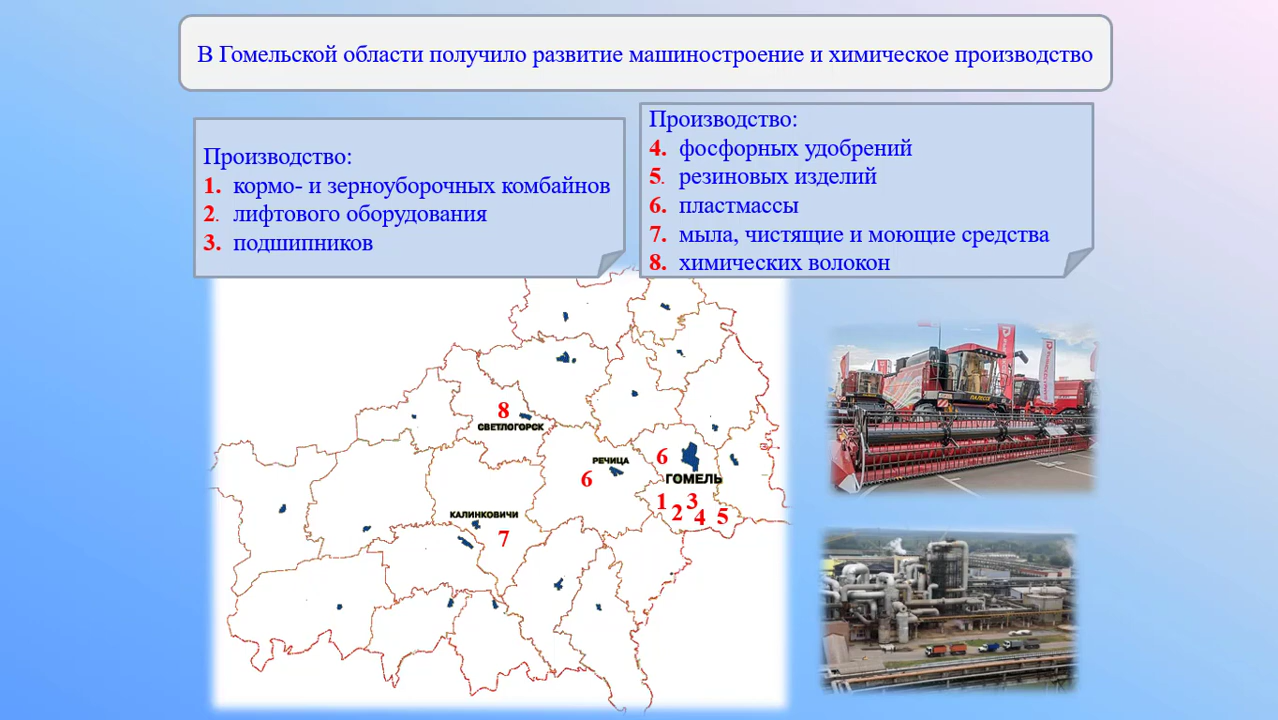 В Гомельской области получило развитие машиностроение и химическое производство
Производство:
1. кормо- и зерноуборочных комбайнов
2. лифтового оборудования
3. подшипников
Производство:
4. фосфорных удобрений
5. резиновых изделий
6. пластмассы
7. мыла, чистящие и моющие средства
8. химических волокон
8
СВЕТЛОГОРСК
РЕЧИЦА
6
6
ГОМЕЛЬ
1 2 3 4 5
КАЛИНКОВИЧИ
7
ПАЛЕССЕ